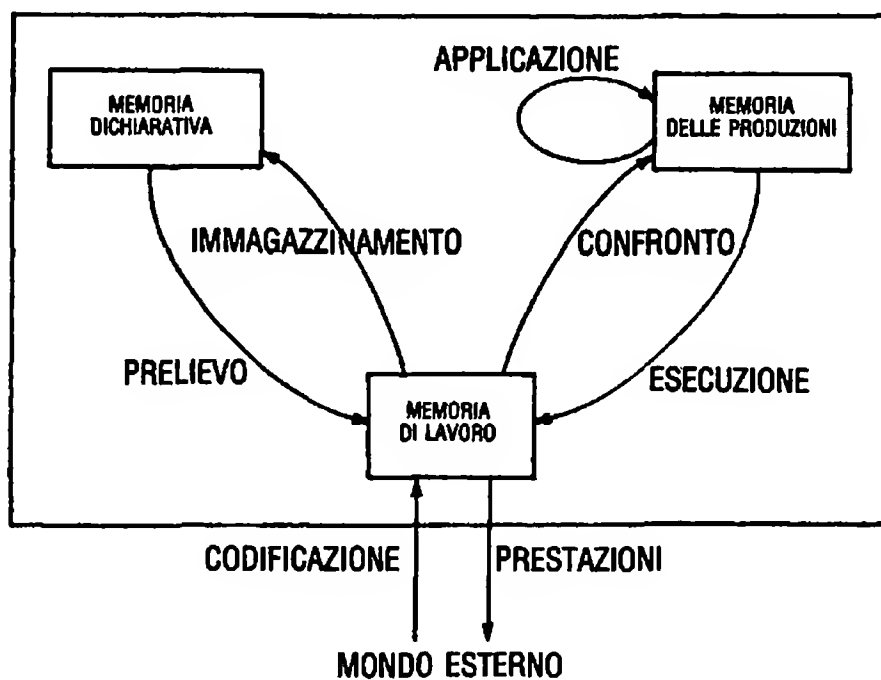 APPLICAZIONE
MEMORIA
DICHIARATIVA
MEMORIA
DELLE PRODUZIONI
IMMAGAZZINAMENTO
CONFRONTO
PRELIEVO
ESECUZIONE
MEMORIA
DI LAVORO
CODIFICAZIONE
PRESTAZIONI
MONDO ESTERNO